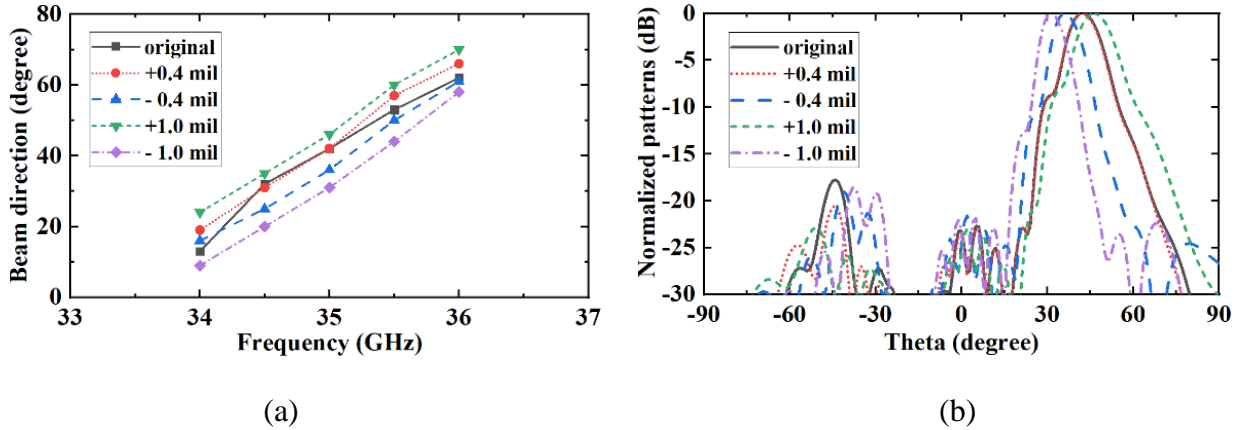 80
60
40
20
0
33
34
35
36
37
Frequency (GHz)
Beam direction (degree)
original
+0.4 mil
- 0.4 mil
+1.0 mil
- 1.0 mil
(a)
0
-5
-10
-15
-20
-25
-30
-90
-60
-30
0
30
60
90
Theta (degree)
Normalized patterns (dB)
original
+0.4 mil
- 0.4 mil
+1.0 mil
- 1.0 mil
(b)